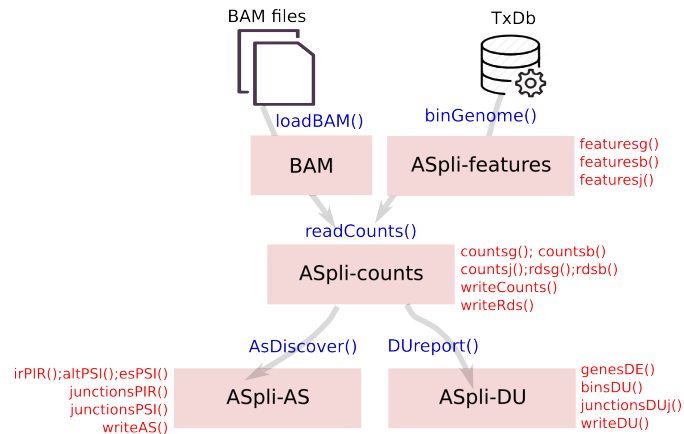 BAM files
TxDb
loadBAM()
binGenome()
BAM
ASpli-features
featuresg()
featuresb()
featuresj()
readCounts()
ASpli-counts
countsg(); countsb()
countsj();rdsg();rdsb()
writeCounts()
writeRds()
AsDiscover()
DUreport()
irPIR();altPSI();esPSI()
junctionsPIR()
junctionsPSI()
writeAS()
ASpli-AS
ASpli-DU
genesDE()
binsDU()
junctionsDUj()
writeDU()